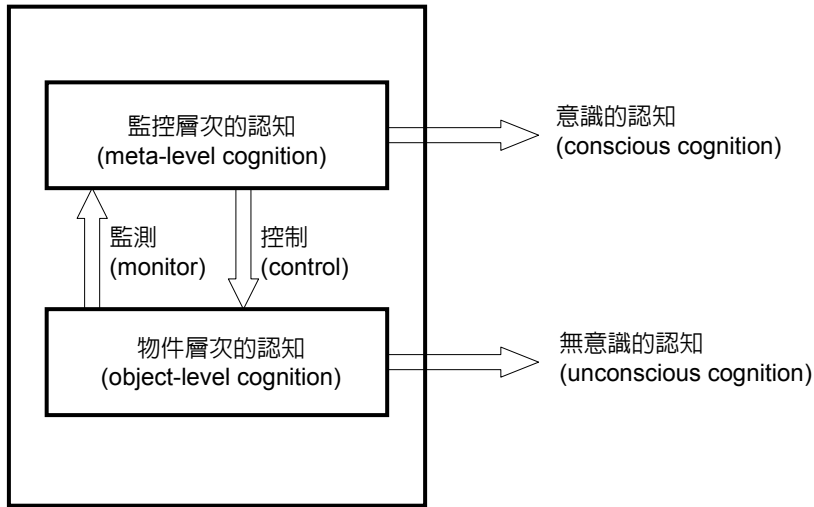 監控層次的認知
(meta-level cognition)
意識的認知
(conscious cognition)
監測
(monitor)
控制
(control)
物件層次的認知
(object-level cognition)
無意識的認知
(unconscious cognition)